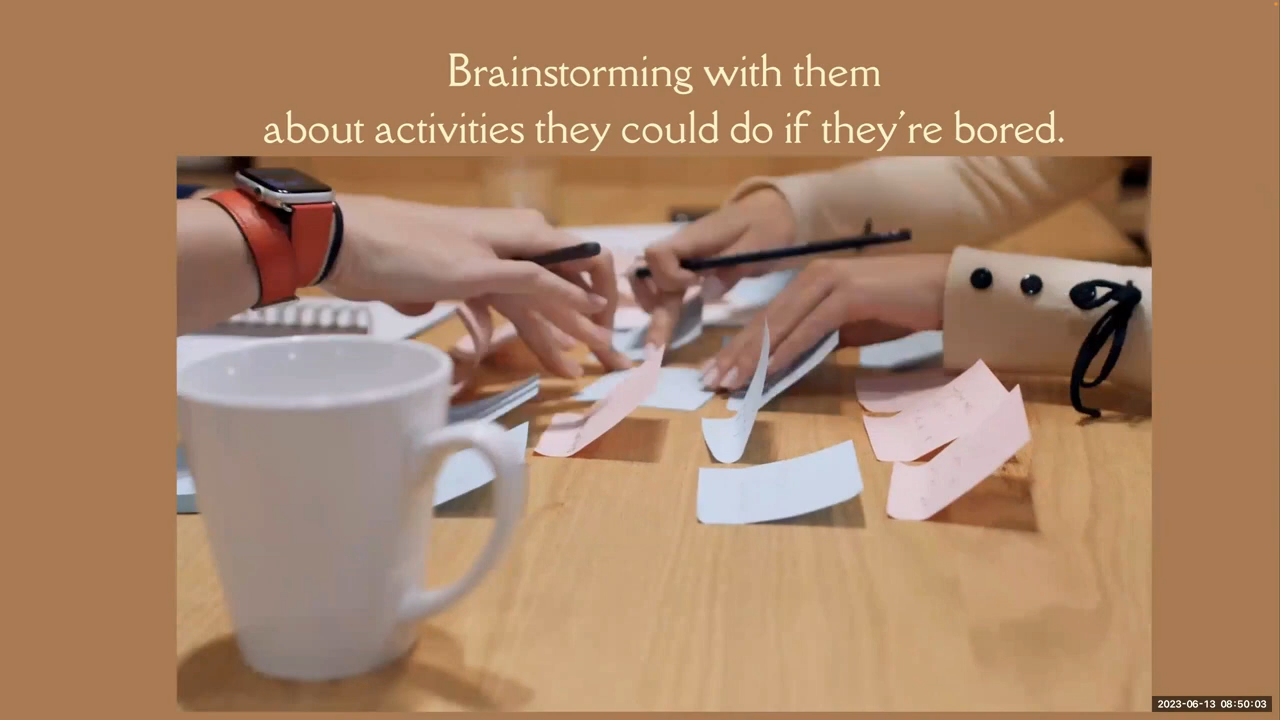 Brainstorming with them
about activities they could do if they're bored.
2023-06-13 08:50:03